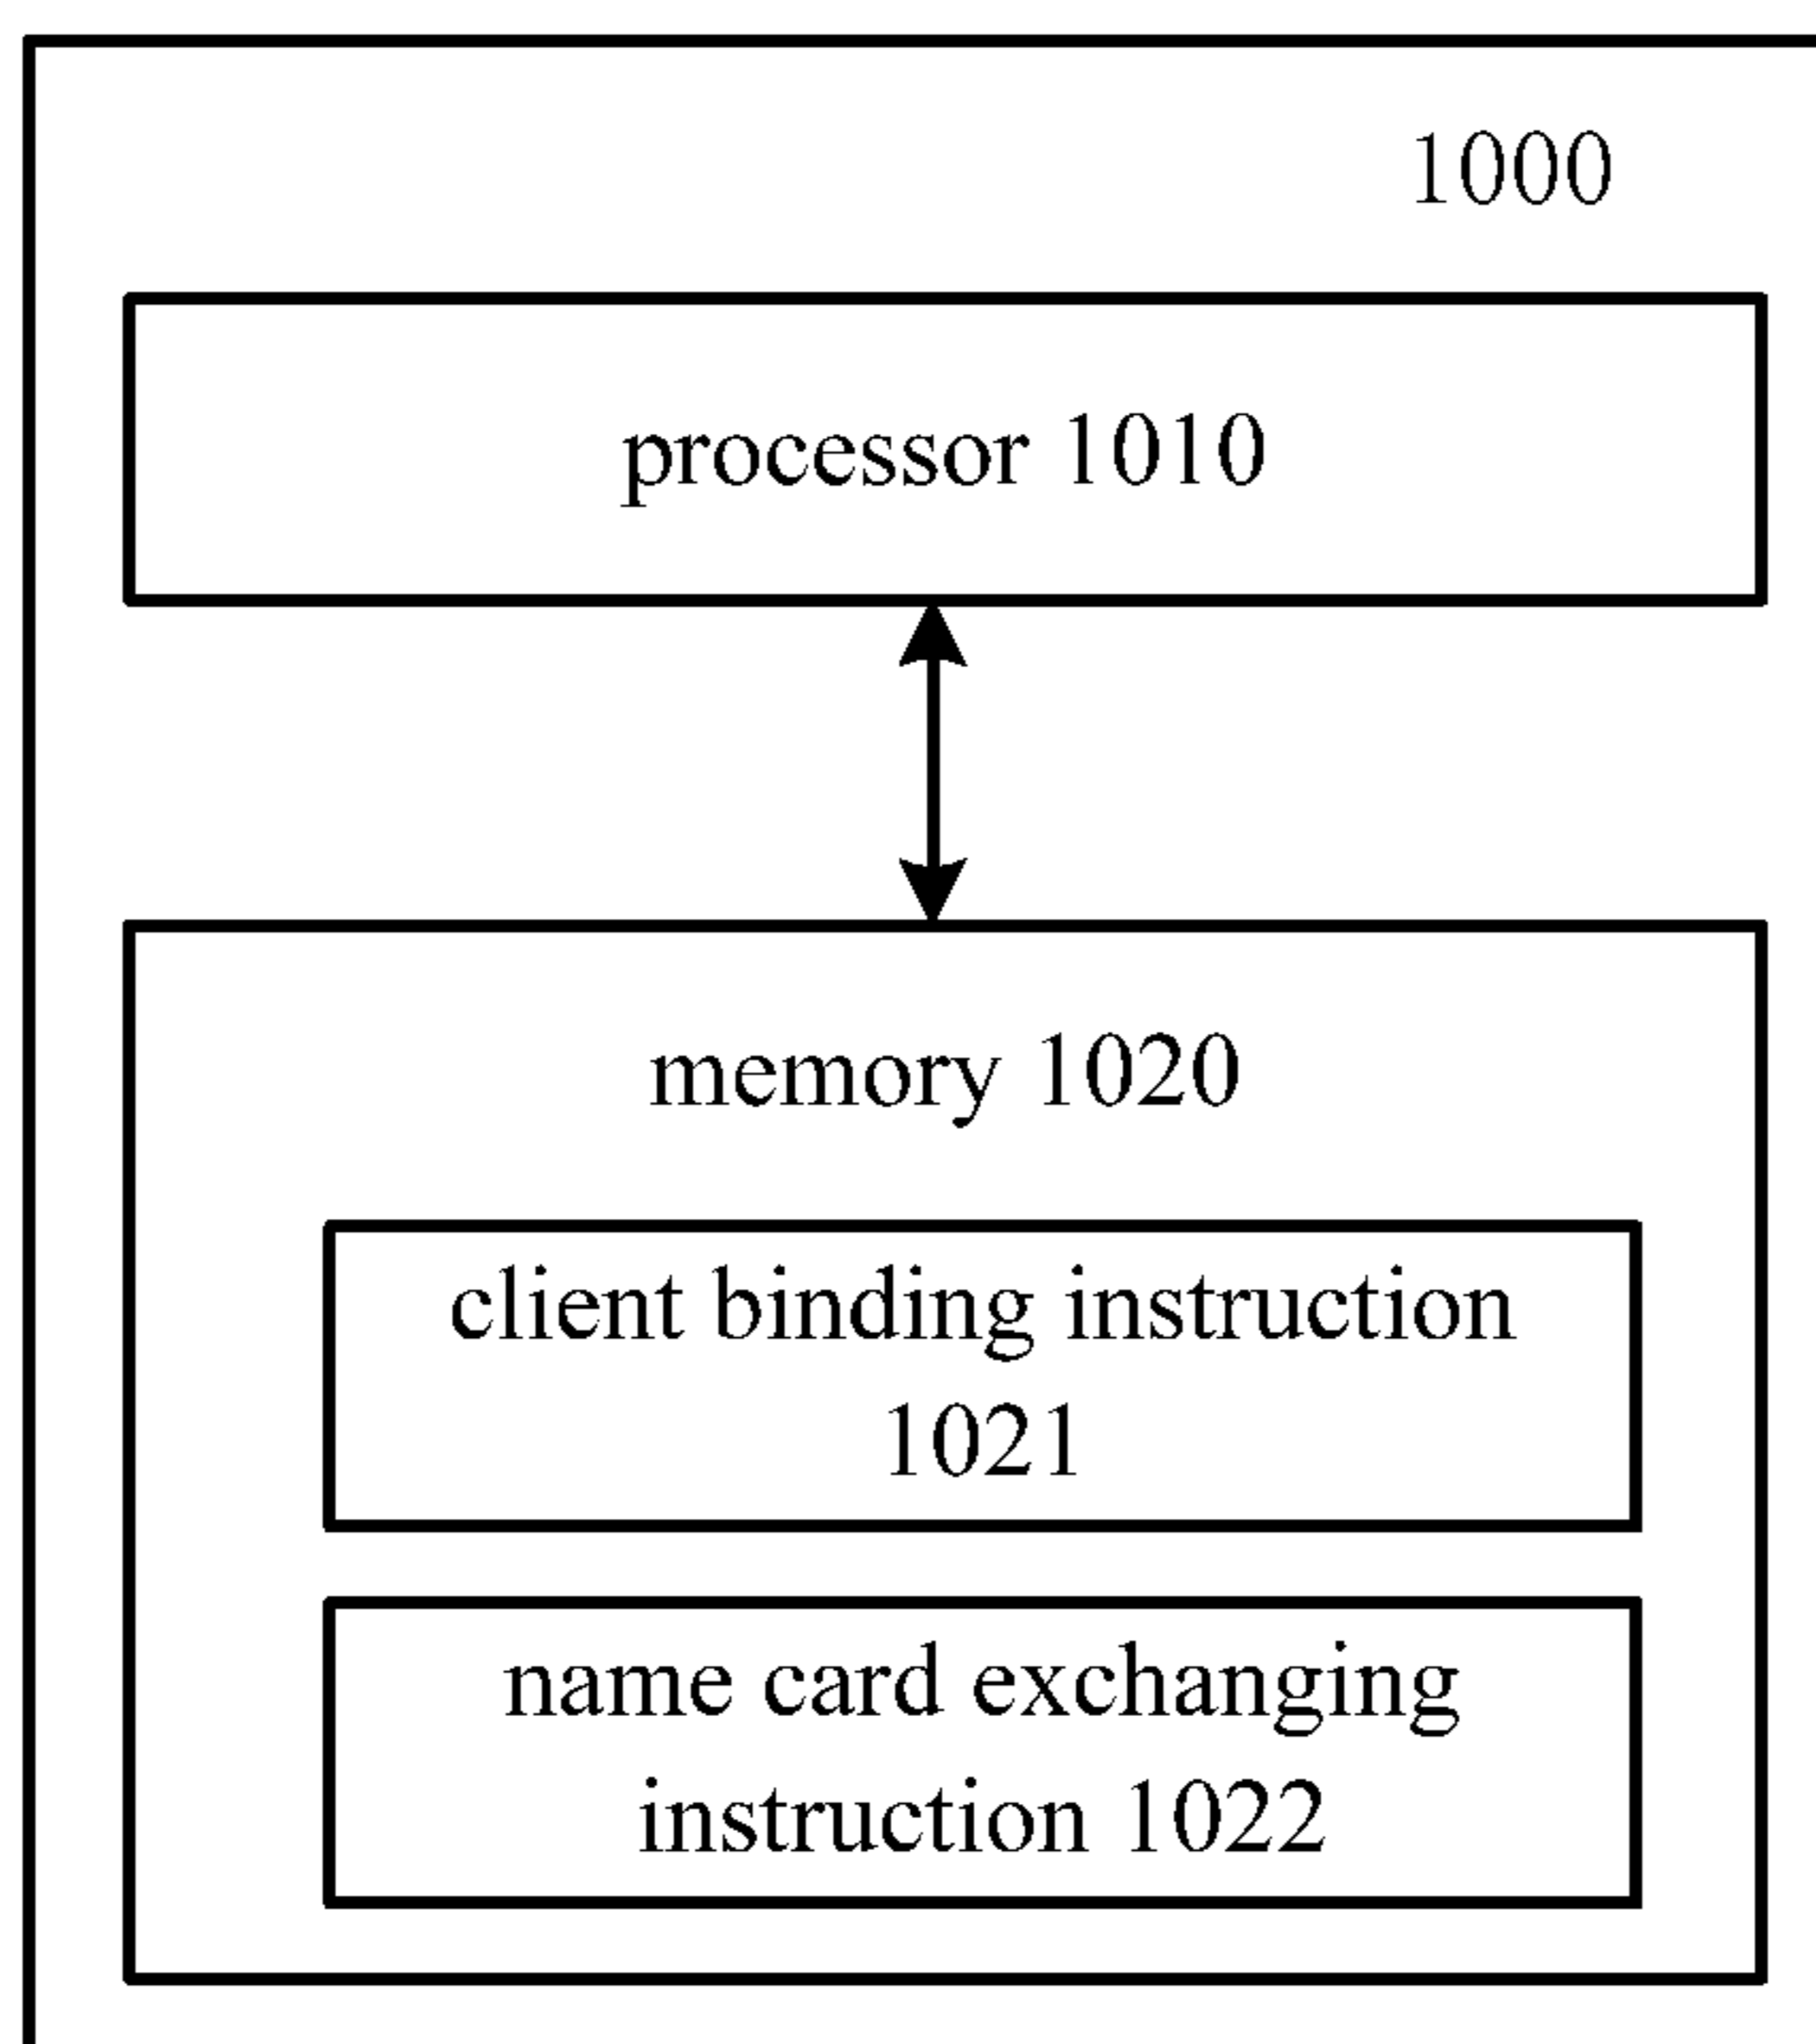 1000
processor 1010
memory 1020
client binding instruction
1021
name card exchanging
instruction 1022